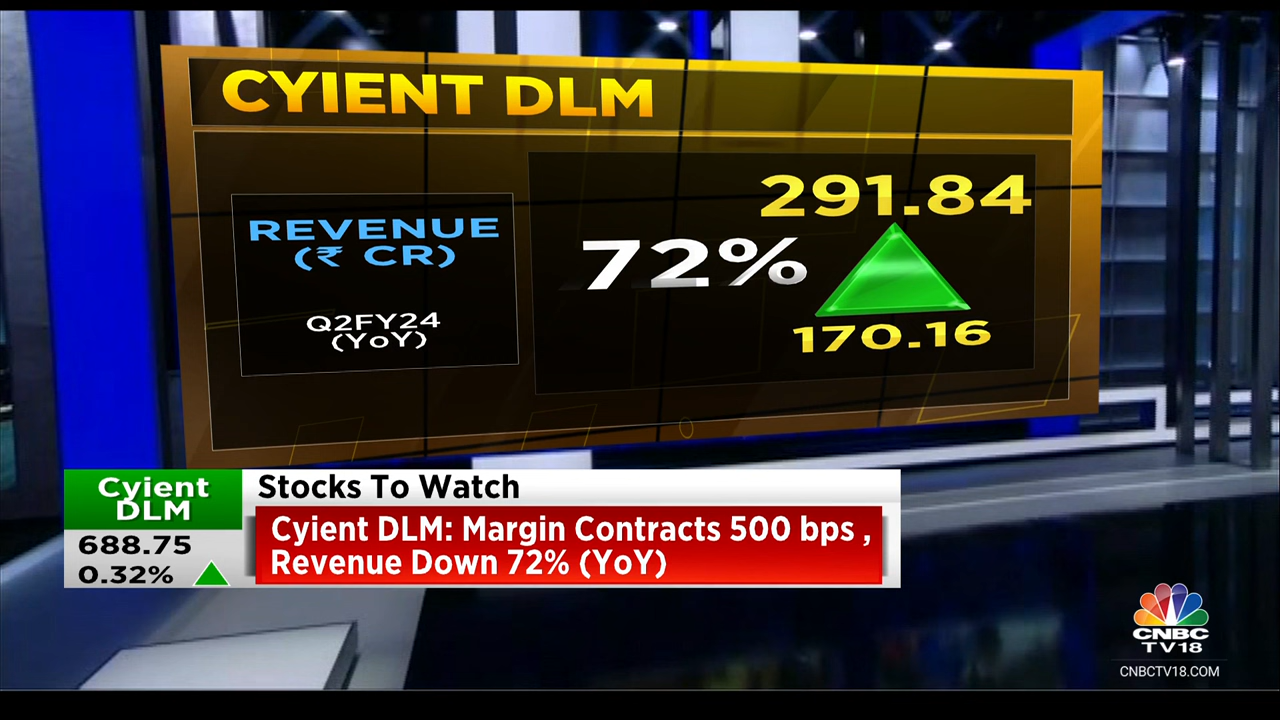 CYIENT DLM
REVENUE
(₹ CR)
Q2FY24
(YoY)
291.84
72%
170.16
Cyient
DLM
688.75
0.32%
Stocks To Watch
Cyient DLM: Margin Contracts 500 bps ,
Revenue Down 72% (YoY)
CNBC
TV18
CNBCTV18.COM